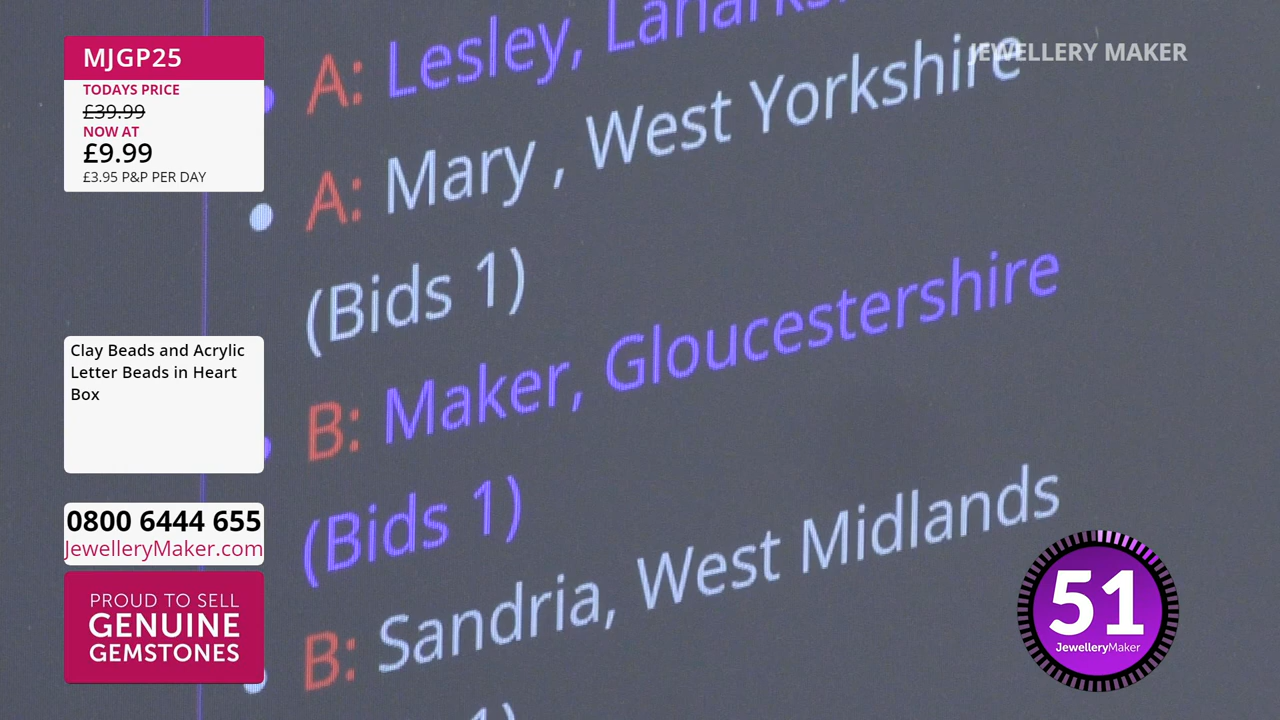 MJGP25
TODAYS PRICE
£39.99
NOW AT
£9.99
£3.95 P&P PER DAY
JEWELLERY MAKER
A: Lesley,
A: Mary , West Yorkshire
(Bids 1)
B: Maker, Gloucestershire
(Bids 1)
B: Sandria, West Midlands
Clay Beads and Acrylic
Letter Beads in Heart
Box
0800 6444 655
JewelleryMaker.com
PROUD TO SELL
GENUINE
GEMSTONES
51
JewelleryMaker